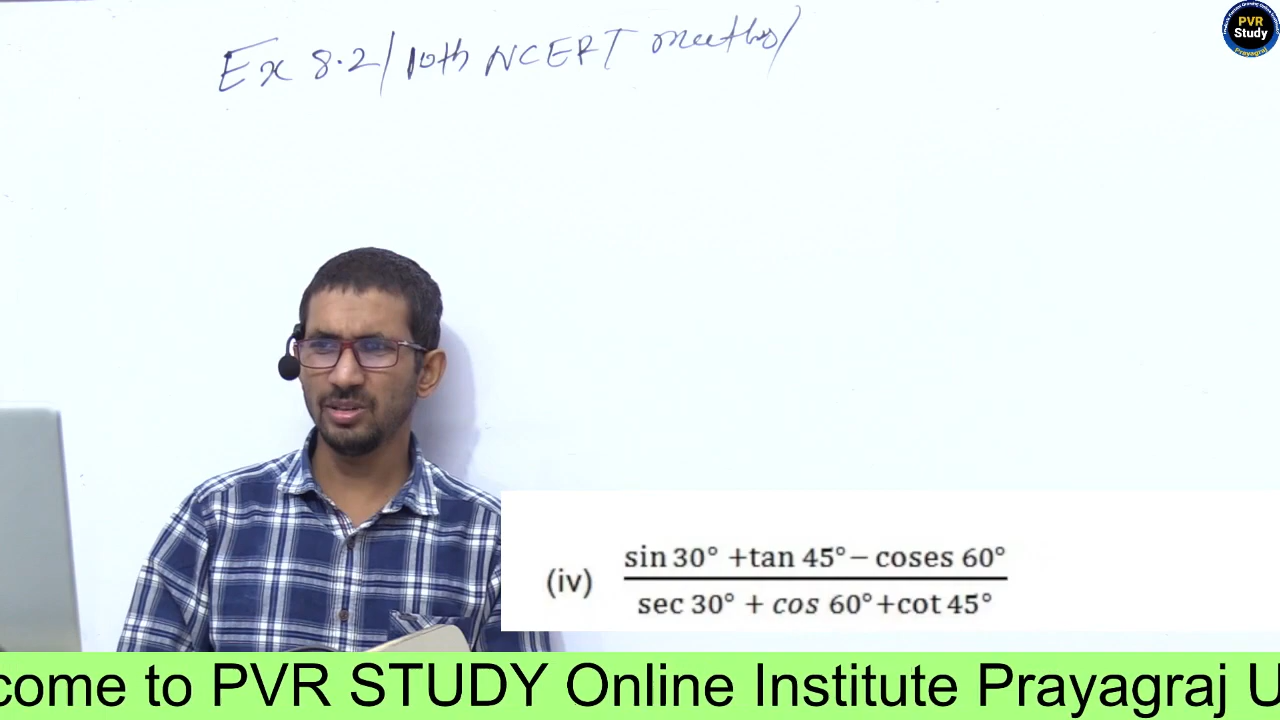 Ex 8.2/10th NCERT maths/
PVR
Study
Prayagraj
(iv) sin 30° +tan 45°− coses 60°
sec 30° + cos 60°+cot 45°
come to PVR STUDY Online Institute Prayagraj U